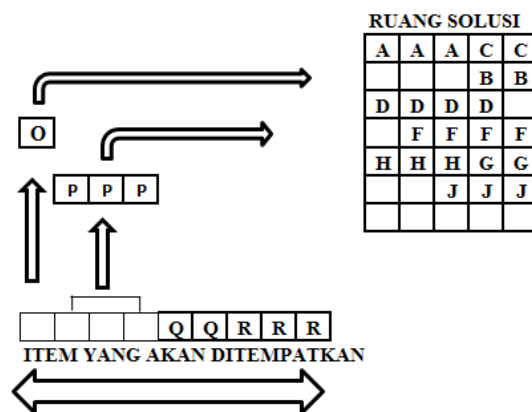 RUANG SOLUSI
A A A C C
B B
D D D D
F F F F
H H H G G
J J J
O
P P P
Q Q R R R
ITEM YANG AKAN DITEMPATKAN